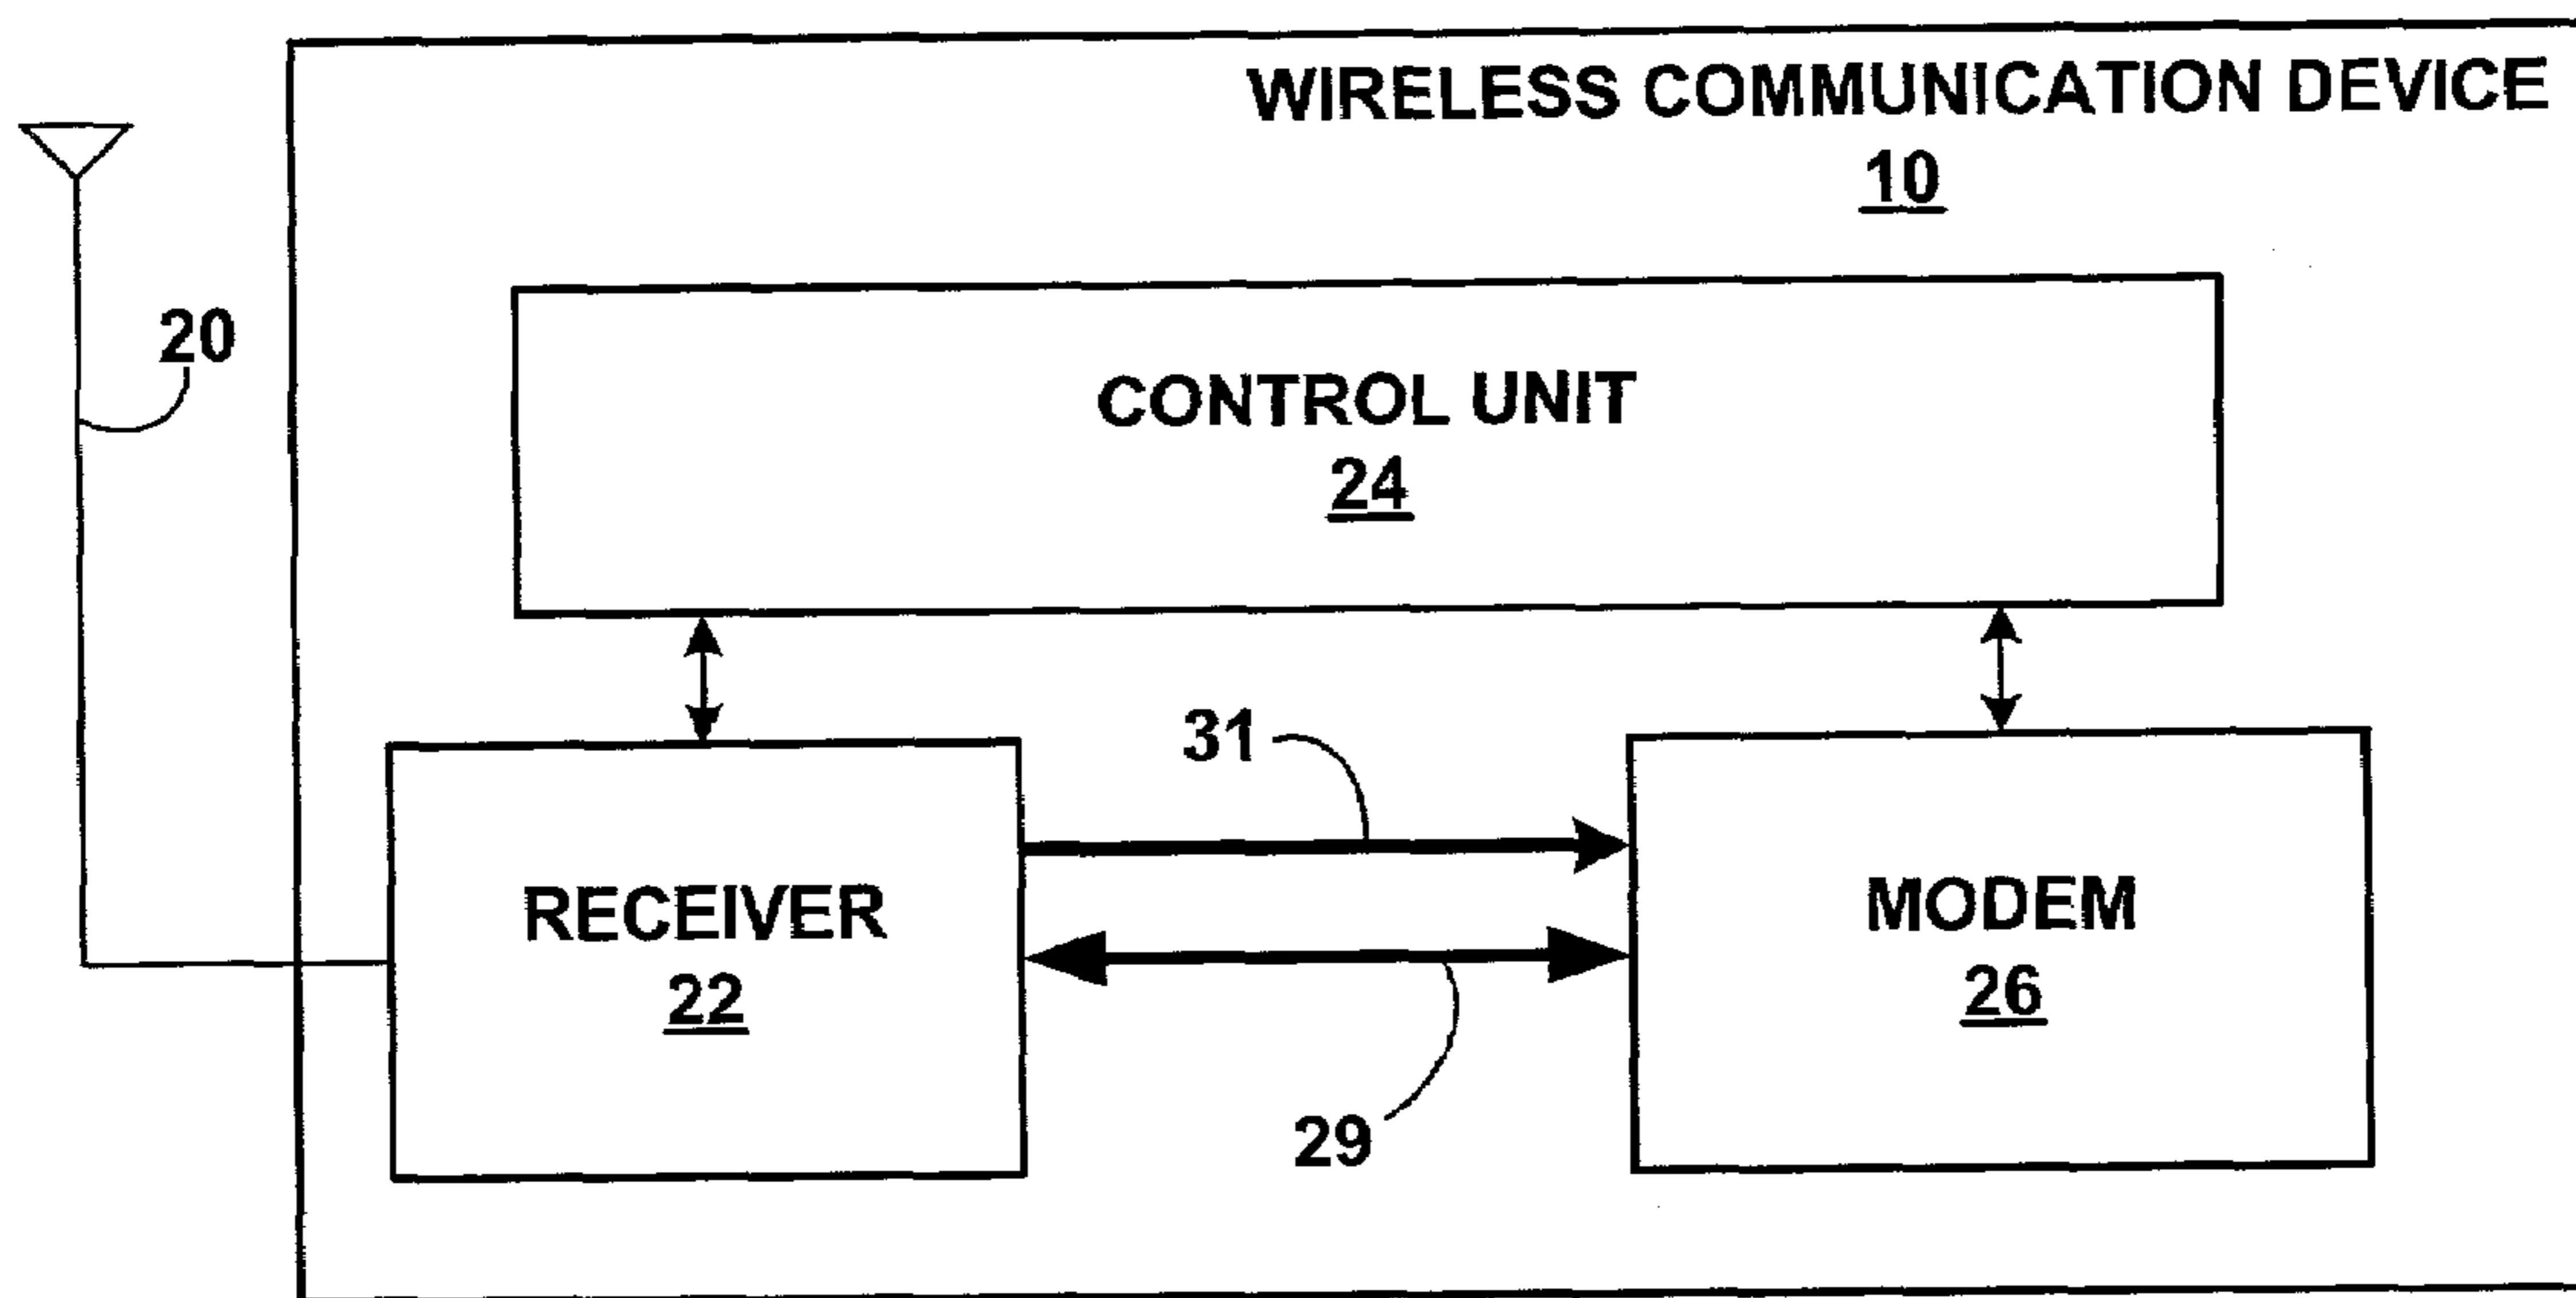 WIRELESS COMMUNICATION DEVICE
10
20
CONTROL UNIT
24
31
RECEIVER
22
MODEM
26
29